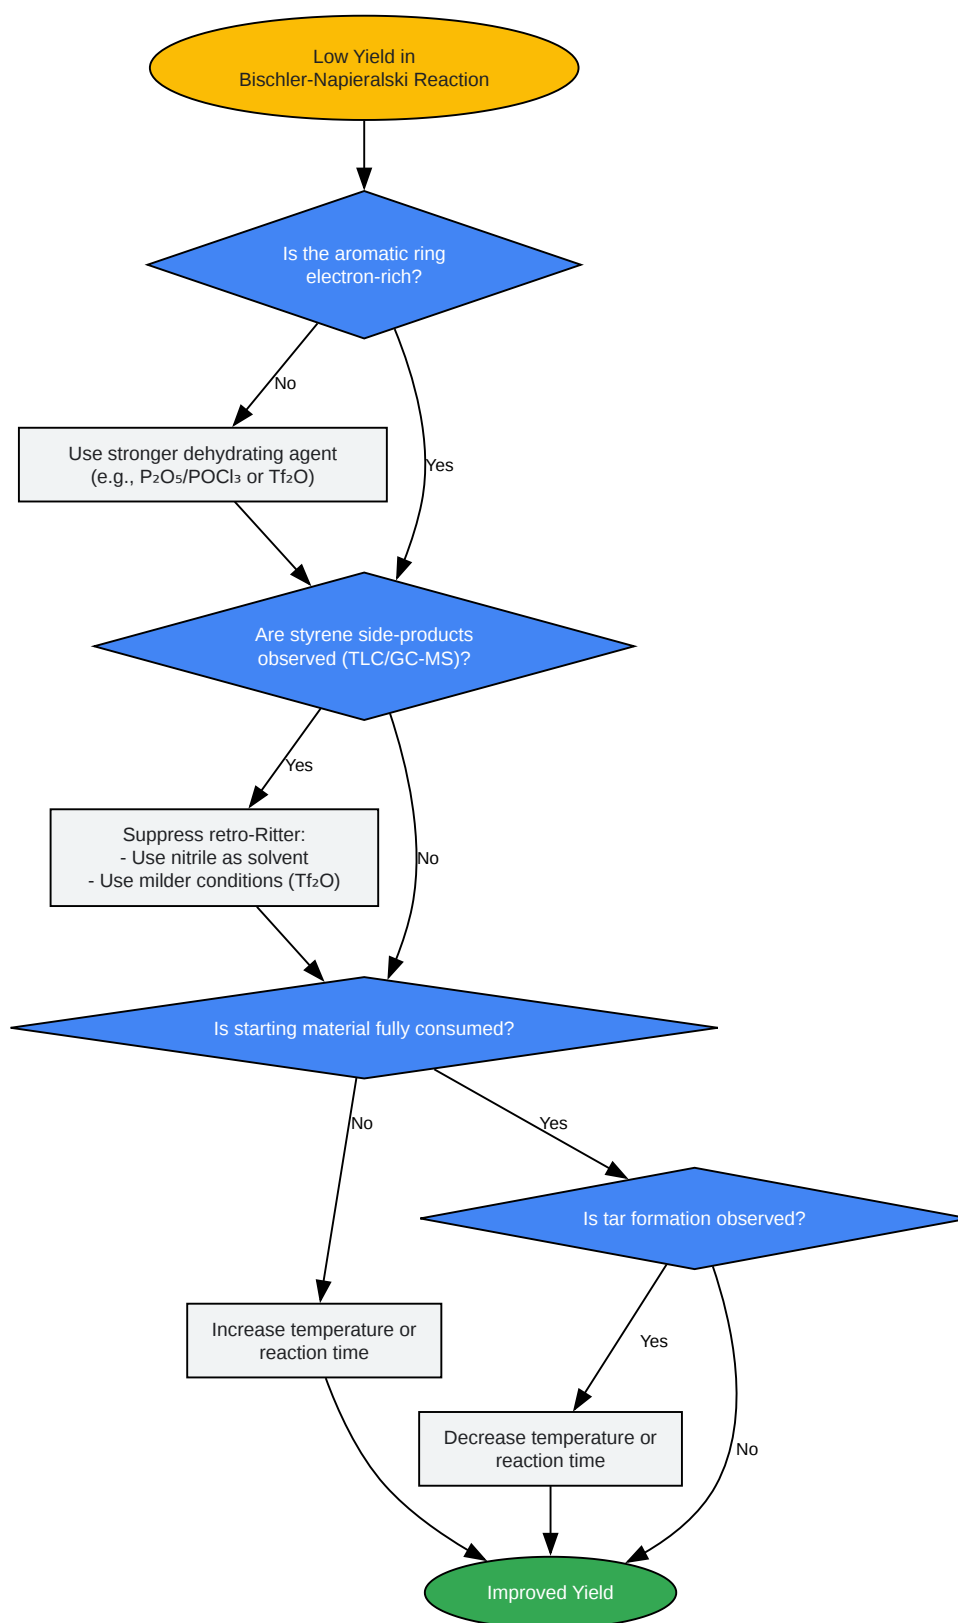 Low Yield in
Bischler-Napieralski Reaction
Is the aromatic ring
electron-rich?
No
Use stronger dehydrating agent
(e.g., P₂O₅/POCl₃ or Tf₂O)
Yes
Are styrene side-products
observed (TLC/GC-MS)?
Yes
Suppress retro-Ritter:
- Use nitrile as solvent
- Use milder conditions (Tf₂O)
No
Is starting material fully consumed?
No
Yes
Is tar formation observed?
Increase temperature or
reaction time
Yes
Decrease temperature or
reaction time
No
Improved Yield